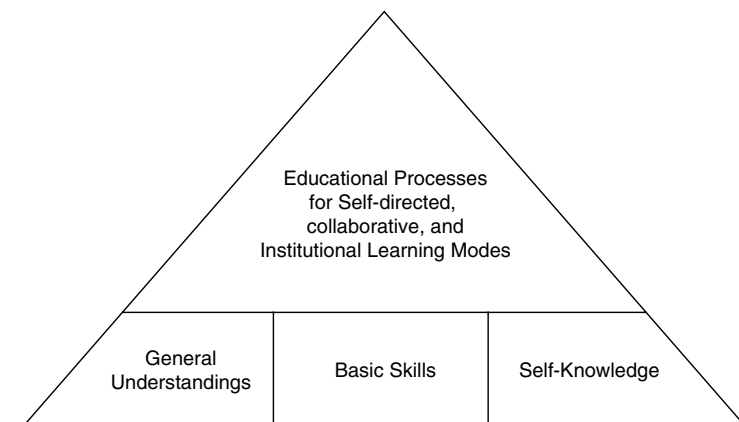 Educational Processes
for Self-directed,
collaborative, and
Institutional Learning Modes
General
Understandings
Basic Skills
Self-Knowledge